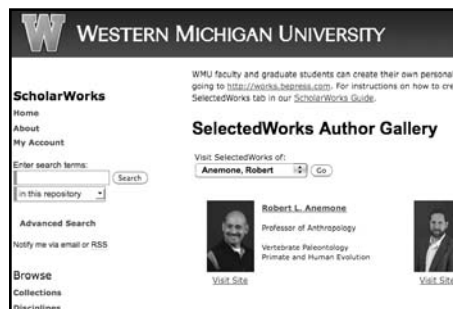 W WESTERN MICHIGAN UNIVERSITY
WMU faculty and graduate students can create their own personal
going to http://works.bepress.com. For instructions on how to cre
SelectedWorks tab in our ScholarWorks Guide.
ScholarWorks
Home
About
My Account
Enter search terms:
Search
in this repository
Advanced Search
Notify me via email or RSS
Browse
Collections
Disciplines
SelectedWorks Author Gallery
Visit SelectedWorks of:
Anemone, Robert
Go
Robert L. Anemone
Professor of Anthropology
Vertebrate Paleontology
Primate and Human Evolution
Visit Site
Visit Site